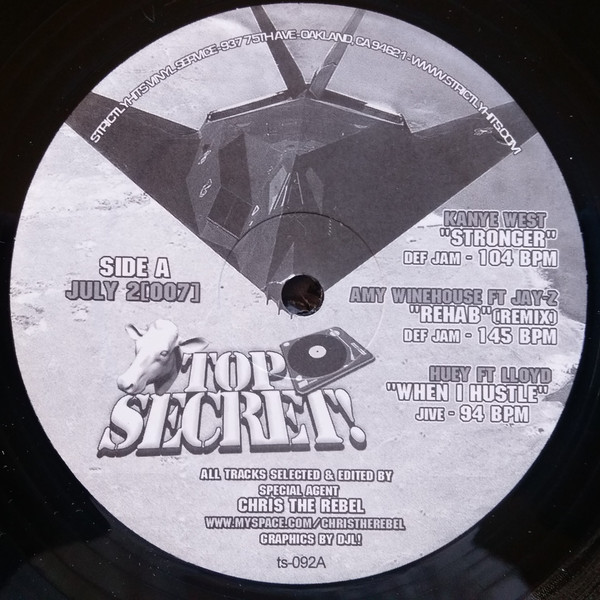 STRICTLYHITS VINYL SERVICE - 937 75TH AVE - OAKLAND, CA 94621 - WWW.STRICTLYHITS.COM
SIDE A
JULY 2[007]
KANYE WEST
"STRONGER"
DEF JAM - 104 BPM
AMY WINEHOUSE FT JAY-Z
"REHAB" (REMIX)
DEF JAM - 145 BPM
HUEY FT LLOYD
"WHEN I HUSTLE"
JIVE - 94 BPM
TOP
SECRET!
ALL TRACKS SELECTED & EDITED BY
SPECIAL AGENT
CHRIS THE REBEL
WWW.MYSPACE.COM/CHRISTHEREBEL
GRAPHICS BY DJL!
ts-092A